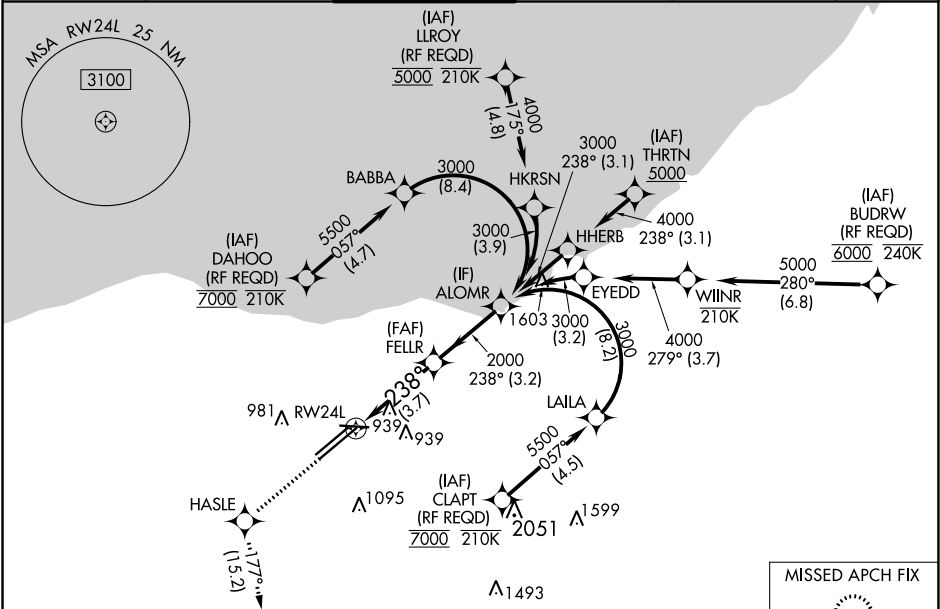 MSA RW24L 25 NM
3100
(IAF)
LLROY
(RF REQD)
5000 210K
4000
175°
(4.8)
3000
238° (3.1)
(IAF)
THRTN
5000
BABBA
3000
(8.4)
HKRSN
4000
238° (3.1)
(IAF)
BUDRW
(RF REQD)
6000 240K
5500
057°
(4.7)
3000
(3.9)
HHERB
(IAF)
DAHOO
(RF REQD)
7000 210K
(IF)
ALOMR
EYEDD
WIINR
210K
5000
280°
(6.8)
1603
3000
(3.2)
4000
279° (3.7)
3000
(8.2)
(FAF)
FELLR
2000
238° (3.2)
238°
(3.7)
981
RW24L
939
939
LAILA
5500
057°
(4.5)
HASLE
1095
(IAF)
CLAPT
(RF REQD)
7000 210K
2051
1599
177°
(15.2)
1493
MISSED APCH FIX